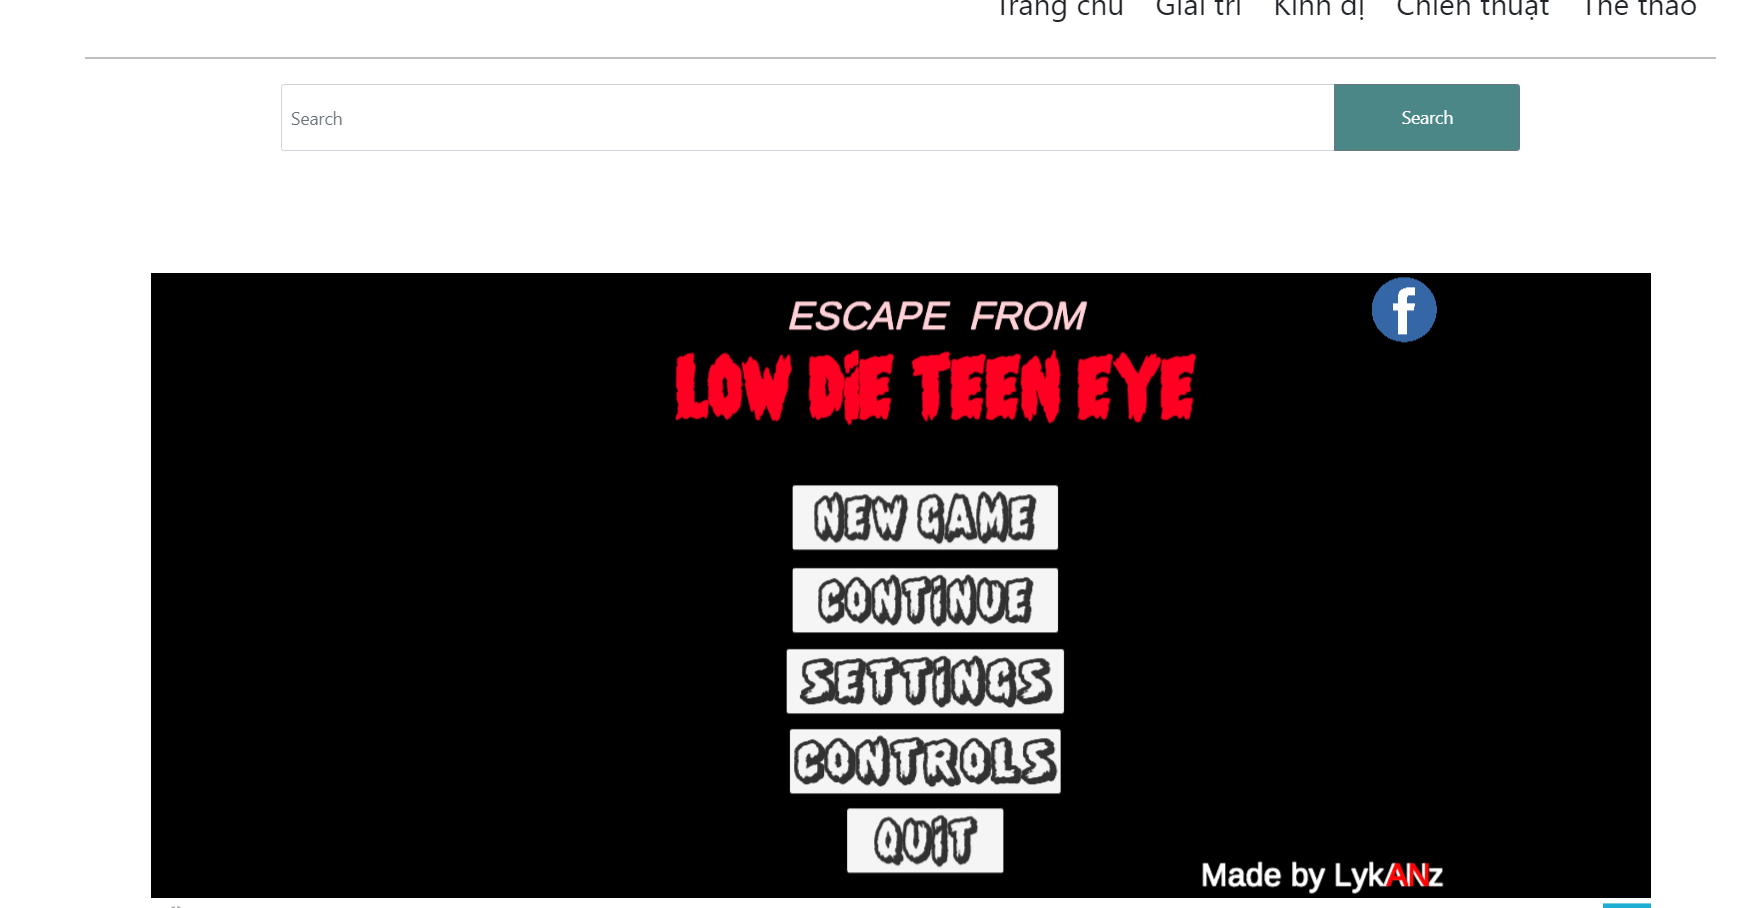 Trang chủ Giải trí Kinh dị Chiến thuật Thể thao
Search Search
ESCAPE FROM
LOW DiE TEEN EYE
NEW GAME
CONTiNUE
SETTiNGS
CONTROLS
QUiT
Made by LykANz